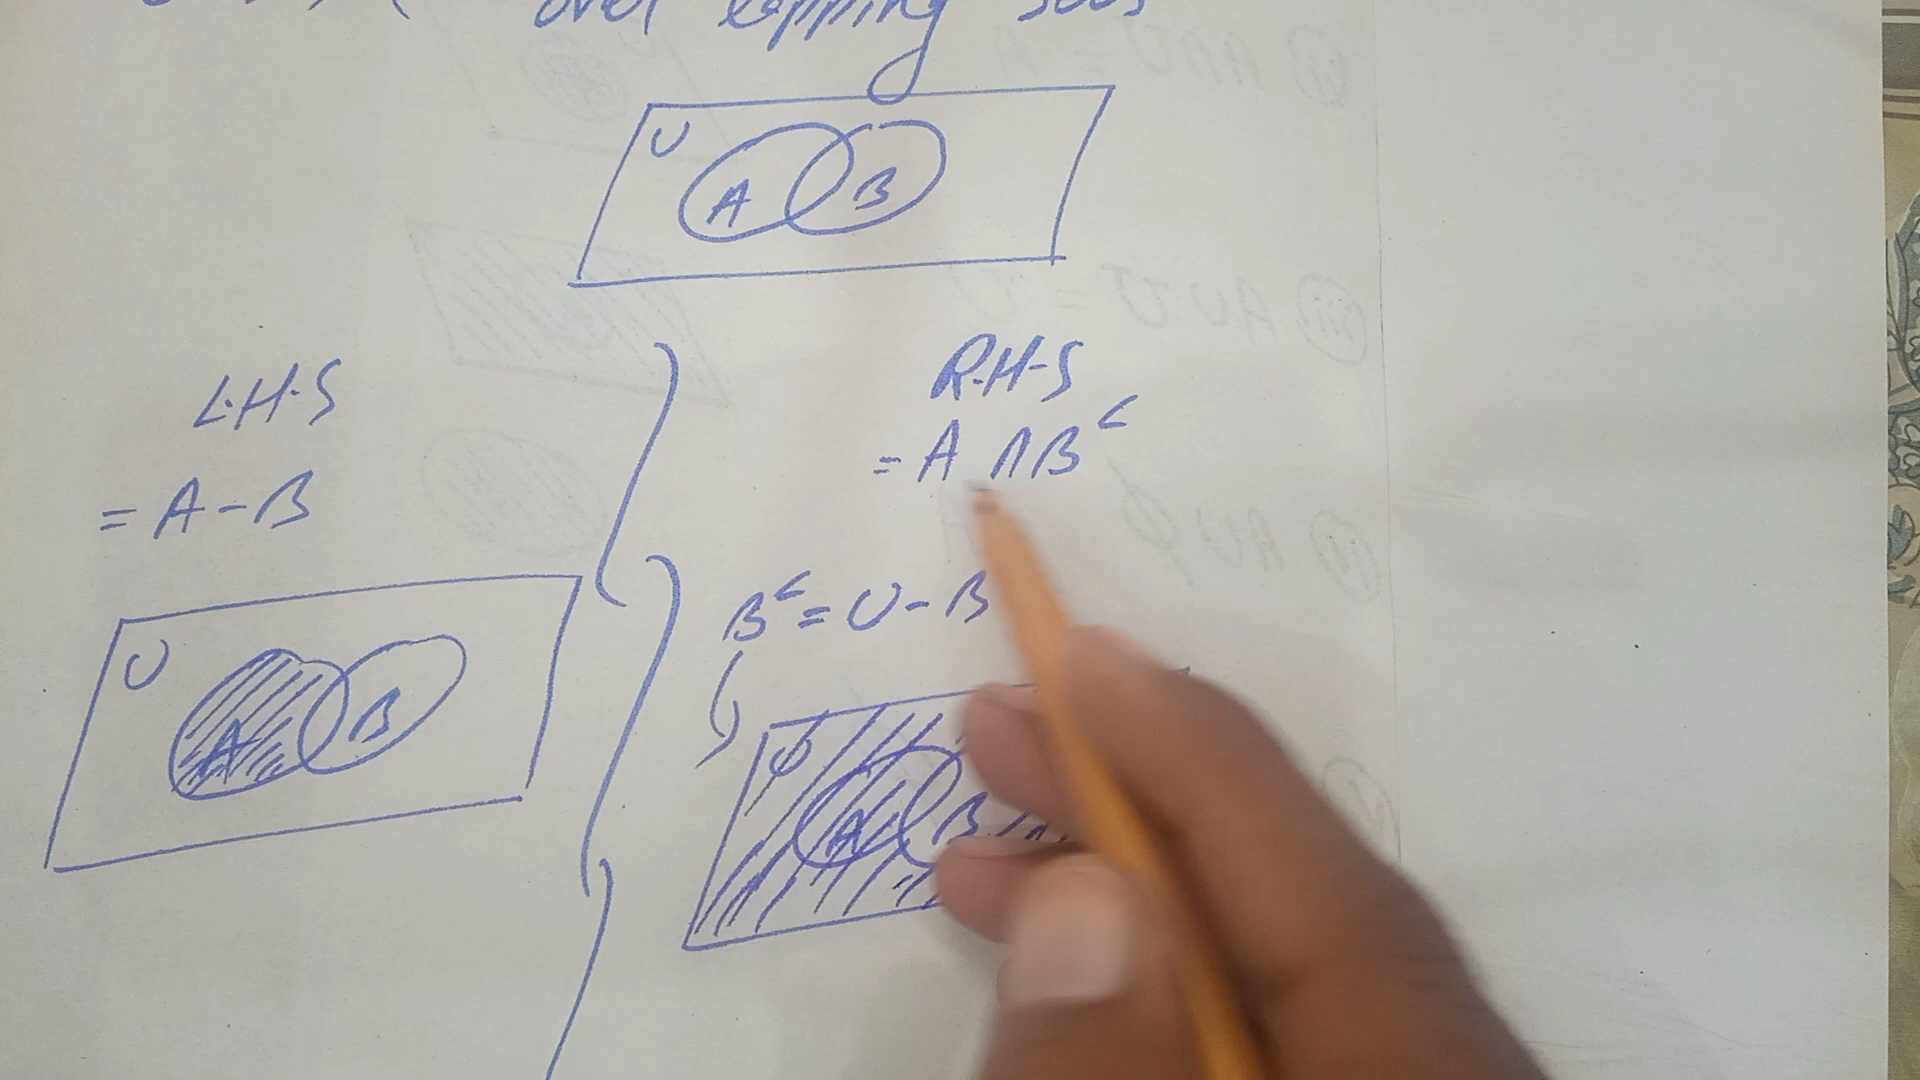 over lapping sets
U
A B
L.H.S
= A - B
U
A B
R.H.S
= A ∩ B^c
B^c = U - B
U
A B